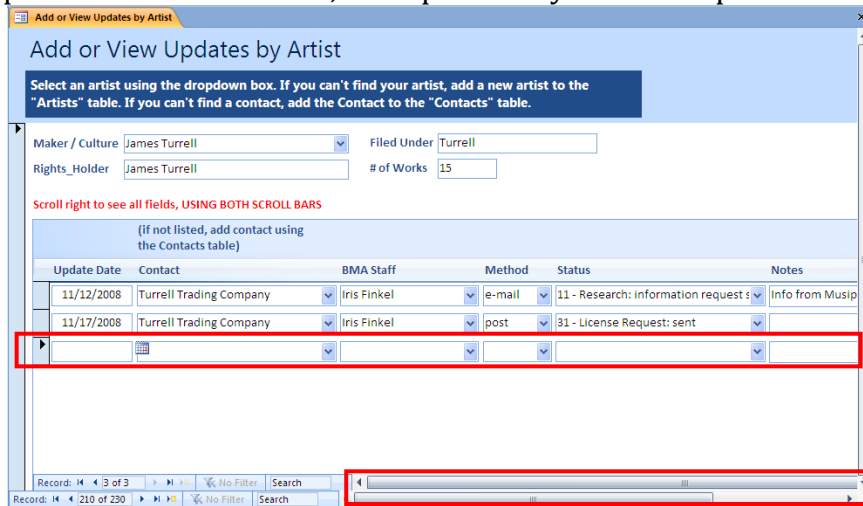 Add or View Updates by Artist
Add or View Updates by Artist
Select an artist using the dropdown box. If you can't find your artist, add a new artist to the
"Artists" table. If you can't find a contact, add the Contact to the "Contacts" table.
Maker / Culture James Turrell Filed Under Turrell
Rights_Holder James Turrell # of Works 15
Scroll right to see all fields, USING BOTH SCROLL BARS
(if not listed, add contact using
the Contacts table)
Update Date Contact BMA Staff Method Status Notes
11/12/2008 Turrell Trading Company Iris Finkel e-mail 11 - Research: information request s Info from Musip
11/17/2008 Turrell Trading Company Iris Finkel post 31 - License Request: sent
Record: 3 of 3 No Filter Search
Record: 210 of 230 No Filter Search